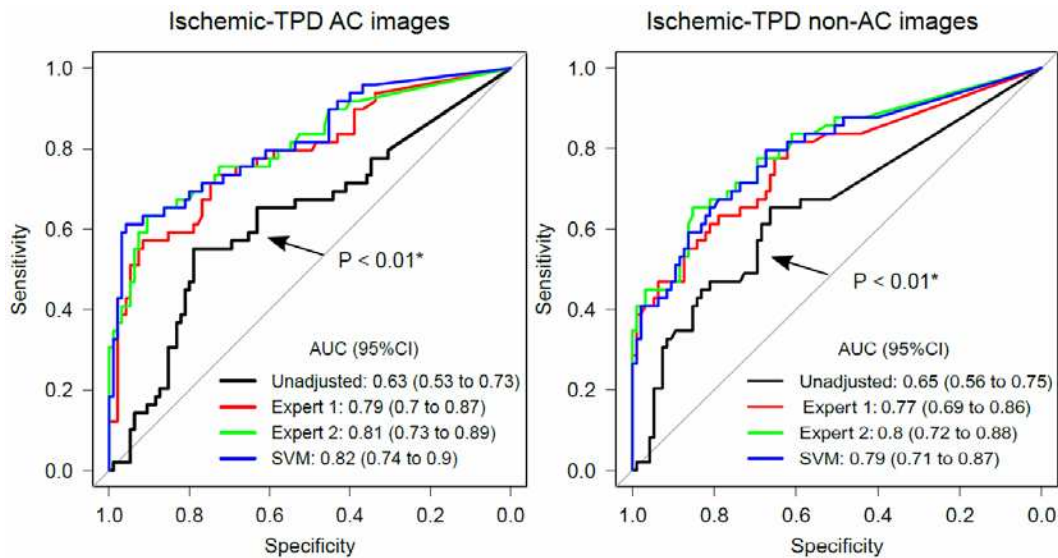 Ischemic-TPD AC images
1.0
0.8
0.6
0.4
0.2
0.0
Sensitivity
P < 0.01*
AUC (95%CI)
Unadjusted: 0.63 (0.53 to 0.73)
Expert 1: 0.79 (0.7 to 0.87)
Expert 2: 0.81 (0.73 to 0.89)
SVM: 0.82 (0.74 to 0.9)
1.0 0.8 0.6 0.4 0.2 0.0
Specificity
Ischemic-TPD non-AC images
1.0
0.8
0.6
0.4
0.2
0.0
Sensitivity
P < 0.01*
AUC (95%CI)
Unadjusted: 0.65 (0.56 to 0.75)
Expert 1: 0.77 (0.69 to 0.86)
Expert 2: 0.8 (0.72 to 0.88)
SVM: 0.79 (0.71 to 0.87)
1.0 0.8 0.6 0.4 0.2 0.0
Specificity